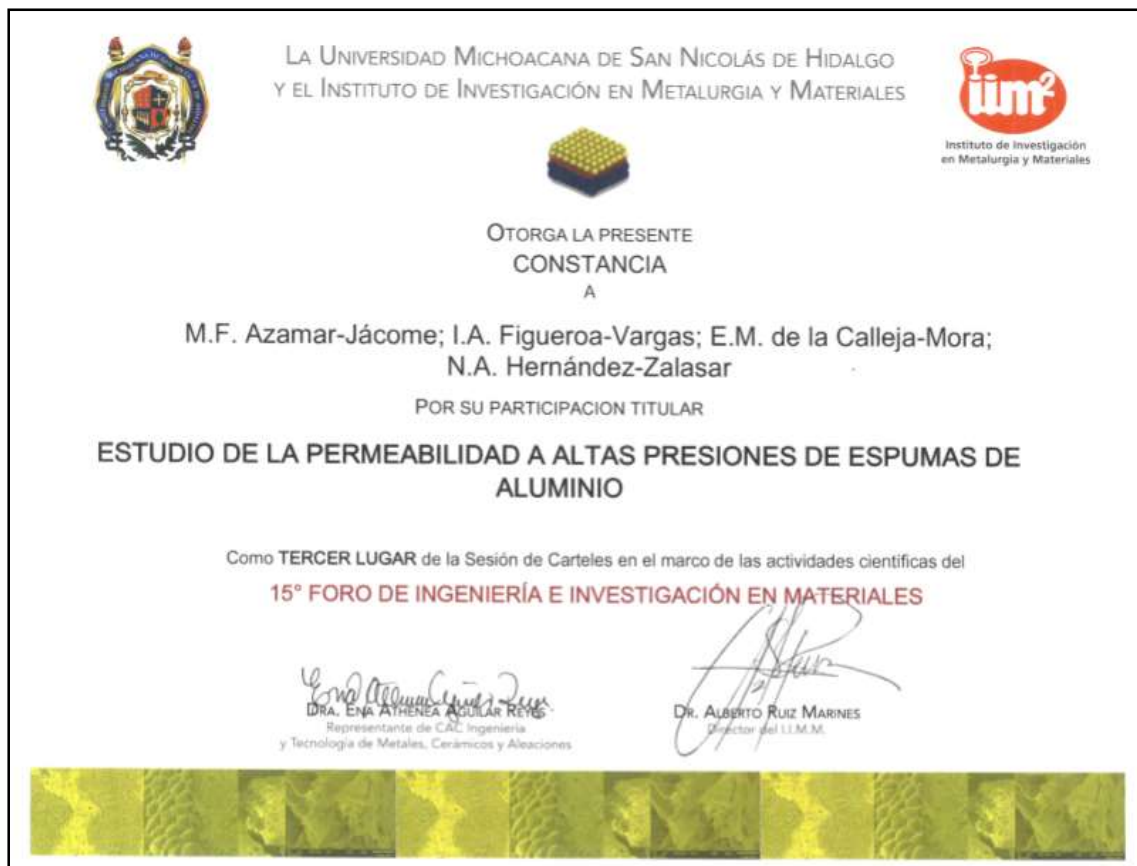 LA UNIVERSIDAD MICHOACANA DE SAN NICOLÁS DE HIDALGO
Y EL INSTITUTO DE INVESTIGACIÓN EN METALURGIA Y MATERIALES
iim²
Instituto de Investigación
en Metalurgia y Materiales
OTORGA LA PRESENTE
CONSTANCIA
A
M.F. Azamar-Jácome; I.A. Figueroa-Vargas; E.M. de la Calleja-Mora;
N.A. Hernández-Zalasar
POR SU PARTICIPACION TITULAR
ESTUDIO DE LA PERMEABILIDAD A ALTAS PRESIONES DE ESPUMAS DE
ALUMINIO
Como TERCER LUGAR de la Sesión de Carteles en el marco de las actividades científicas del
15° FORO DE INGENIERÍA E INVESTIGACIÓN EN MATERIALES
DRA. ENA ATHENEA AGUILAR REYES
Representante de CAC Ingeniería
y Tecnología de Metales, Cerámicos y Aleaciones
DR. ALBERTO RUIZ MARINES
Director del I.I.M.M.